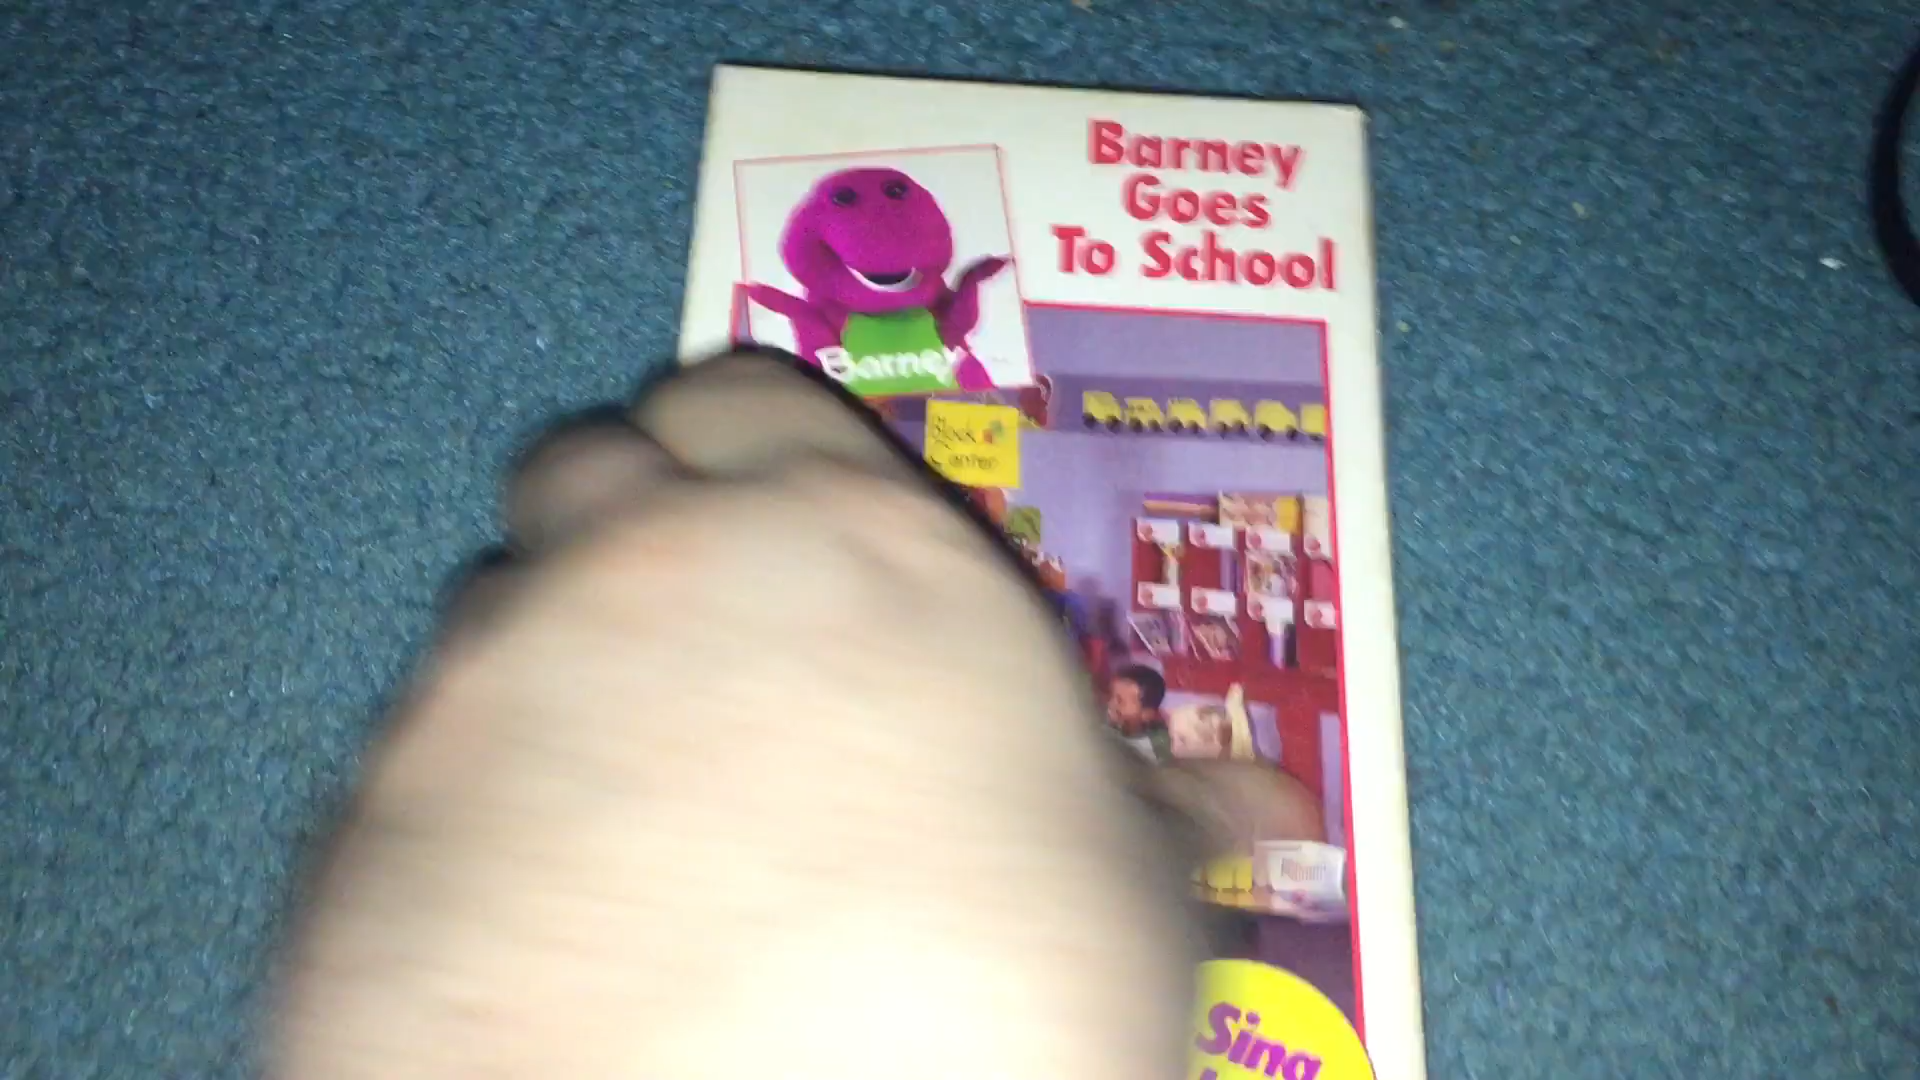 Barney
Goes
To School
Barney
Block
Center
Sing